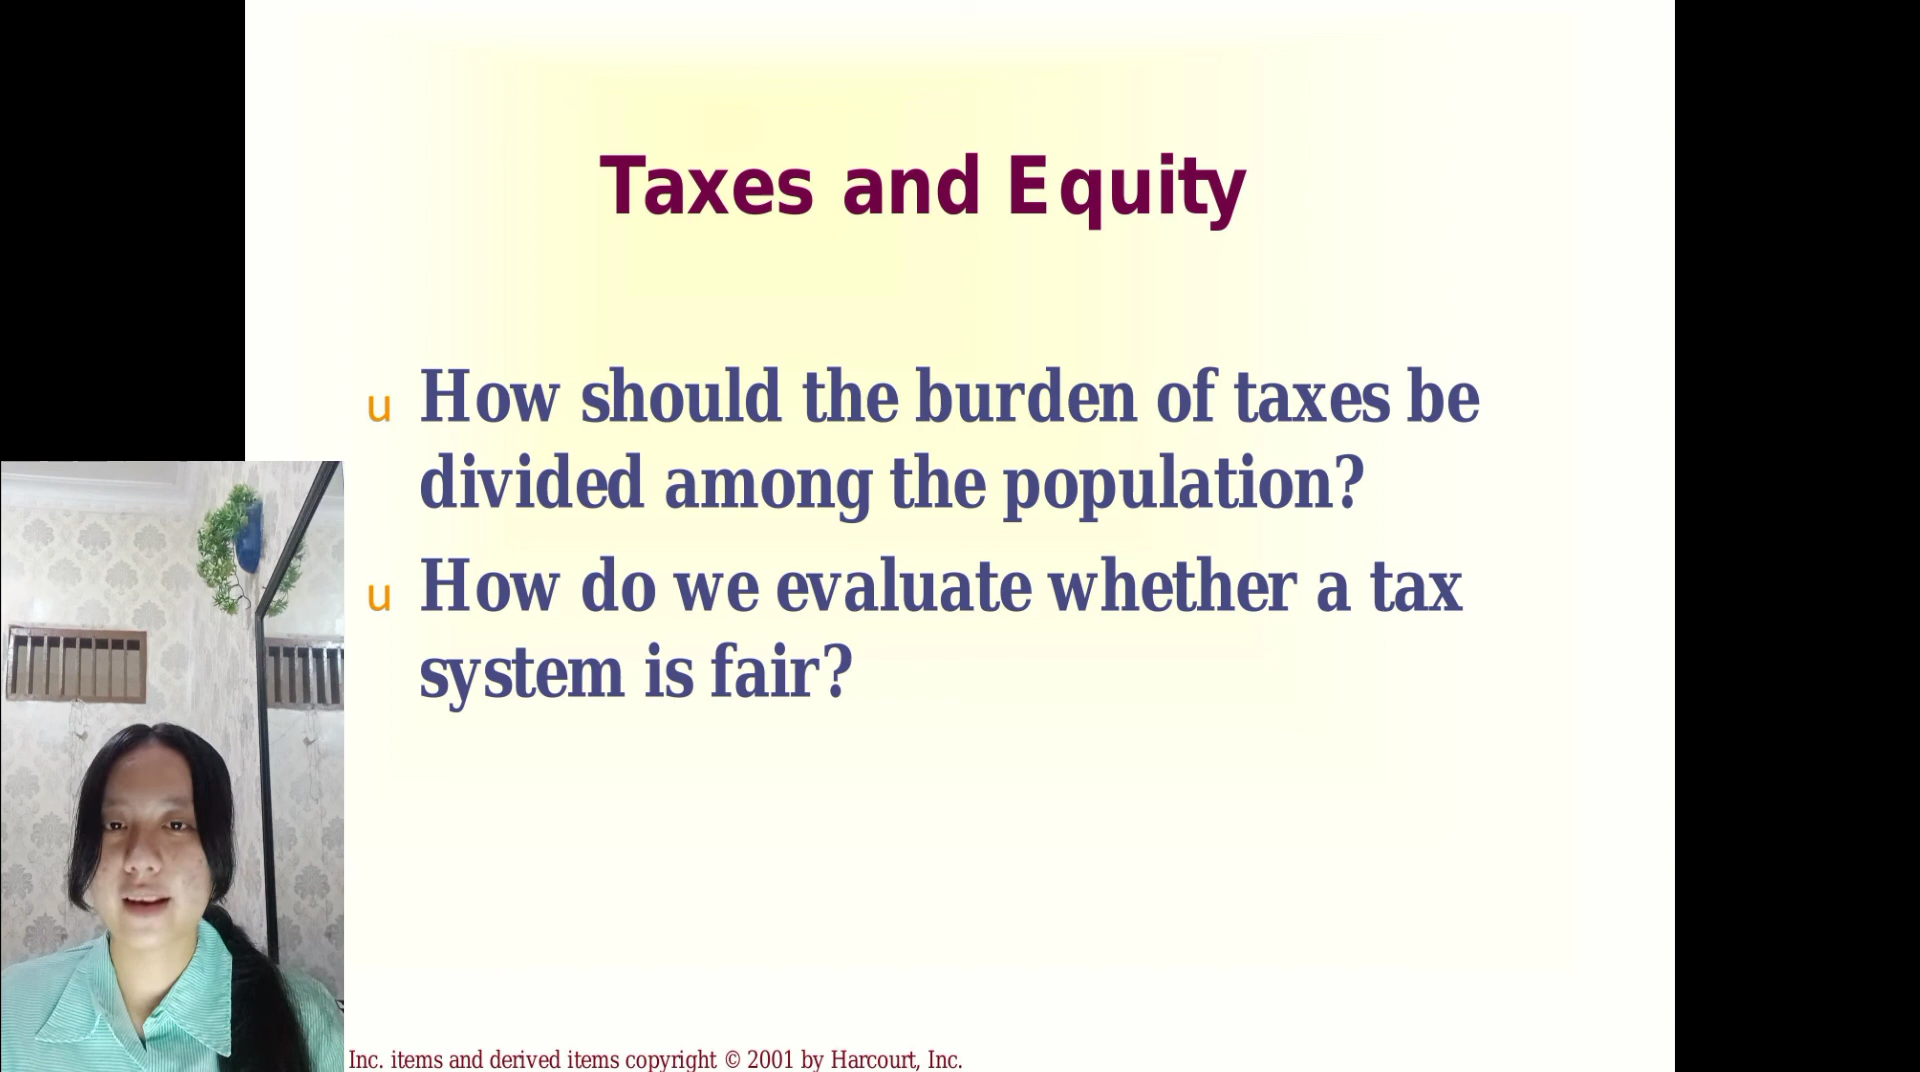 Taxes and Equity
u How should the burden of taxes be
divided among the population?
u How do we evaluate whether a tax
system is fair?
Inc. items and derived items copyright © 2001 by Harcourt, Inc.